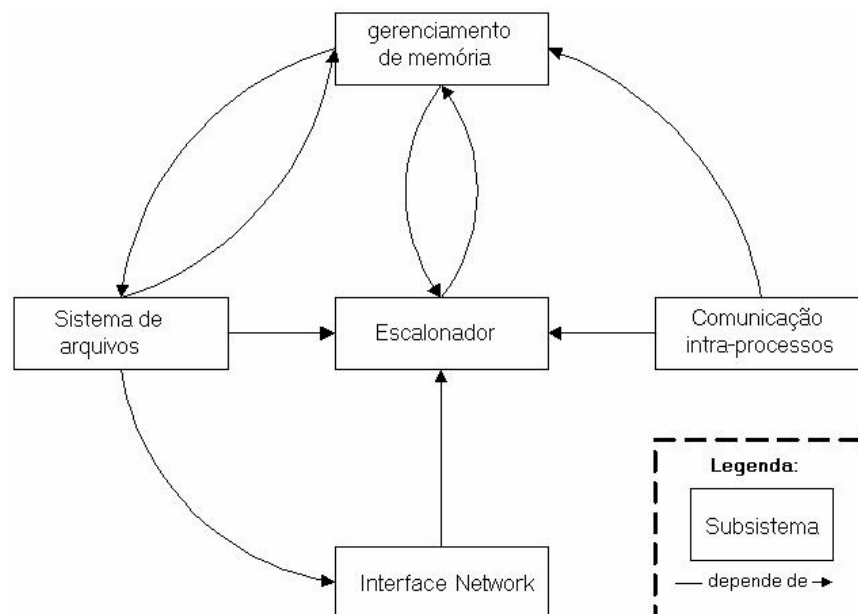 gerenciamento
de memória
Sistema de
arquivos
Escalonador
Comunicação
intra-processos
Interface Network
Legenda:
Subsistema
depende de